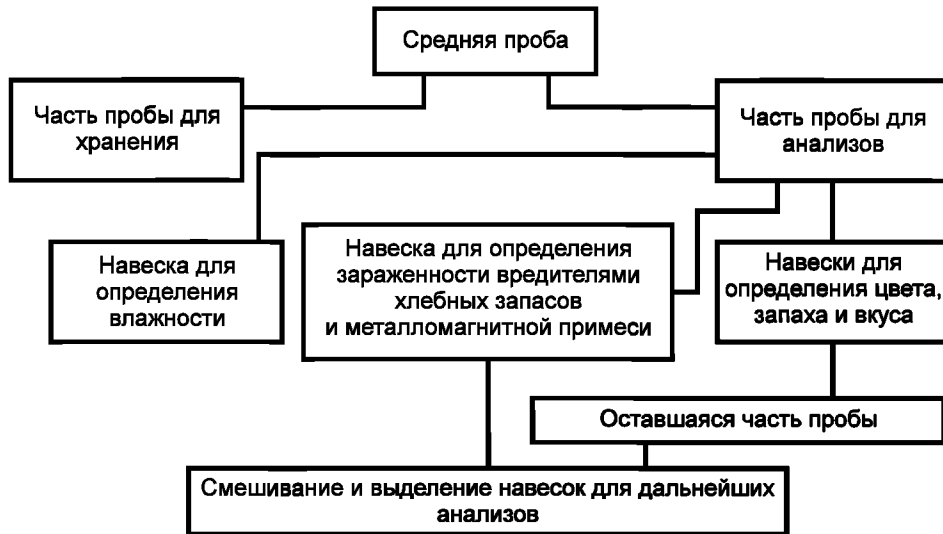 Средняя проба
Часть пробы для
хранения
Часть пробы для
анализов
Навеска для
определения
влажности
Навеска для определения
зараженности вредителями
хлебных запасов
и металломагнитной примеси
Навески для
определения цвета,
запаха и вкуса
Оставшаяся часть пробы
Смешивание и выделение навесок для дальнейших
анализов